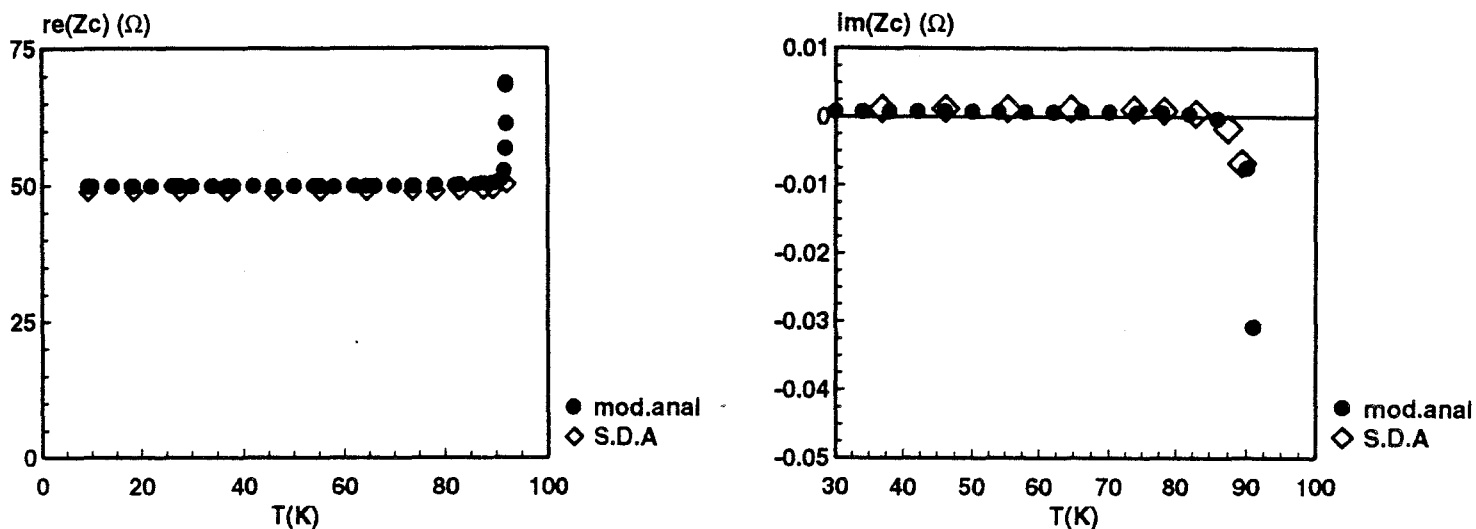 re(Zc) (Ω)
75
50
25
0
0 20 40 60 80 100
T(K)
● mod.anal
◇ S.D.A
im(Zc) (Ω)
0.01
0
-0.01
-0.02
-0.03
-0.04
-0.05
30 40 50 60 70 80 90 100
T(K)
● mod.anal
◇ S.D.A